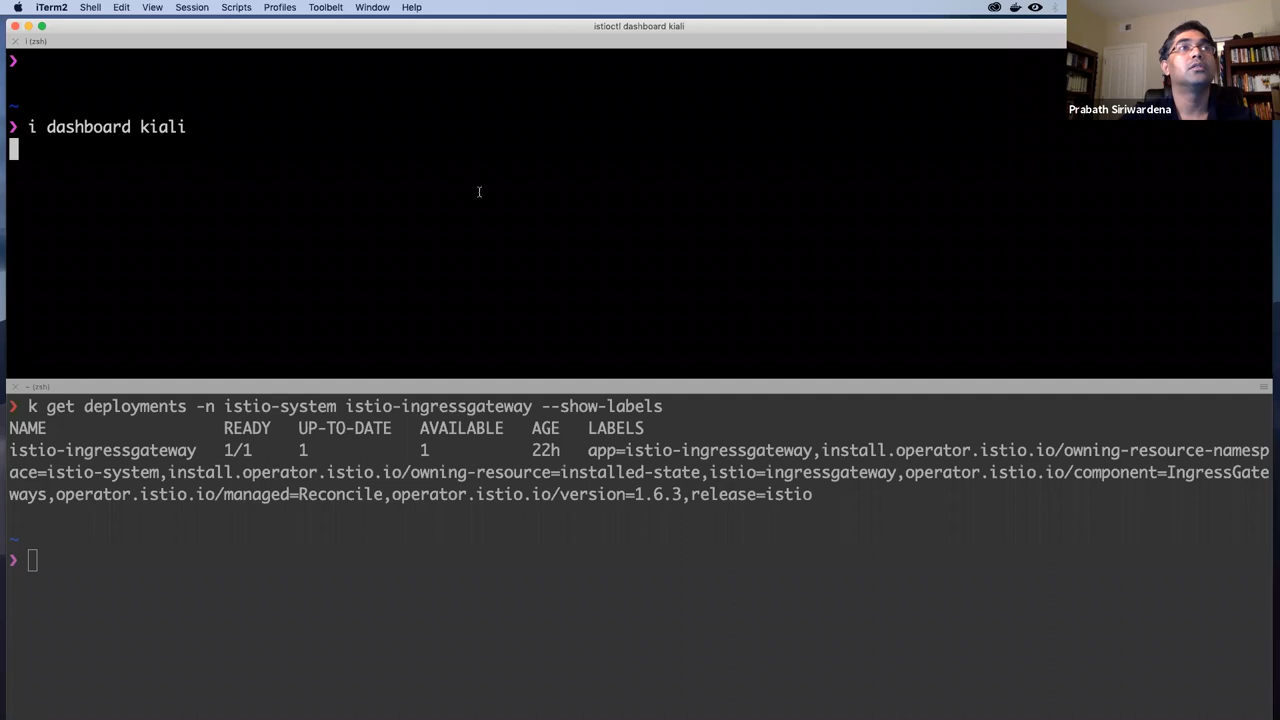 iTerm2 Shell Edit View Session Scripts Profiles Toolbelt Window Help
istioctl dashboard kiali
i (zsh)
❯
~
❯ i dashboard kiali
Prabath Siriwardena
~ (zsh)
❯ k get deployments -n istio-system istio-ingressgateway --show-labels
NAME READY UP-TO-DATE AVAILABLE AGE LABELS
istio-ingressgateway 1/1 1 1 22h app=istio-ingressgateway,install.operator.istio.io/owning-resource-namesp
ace=istio-system,install.operator.istio.io/owning-resource=installed-state,istio=ingressgateway,operator.istio.io/component=IngressGate
ways,operator.istio.io/managed=Reconcile,operator.istio.io/version=1.6.3,release=istio
~
❯